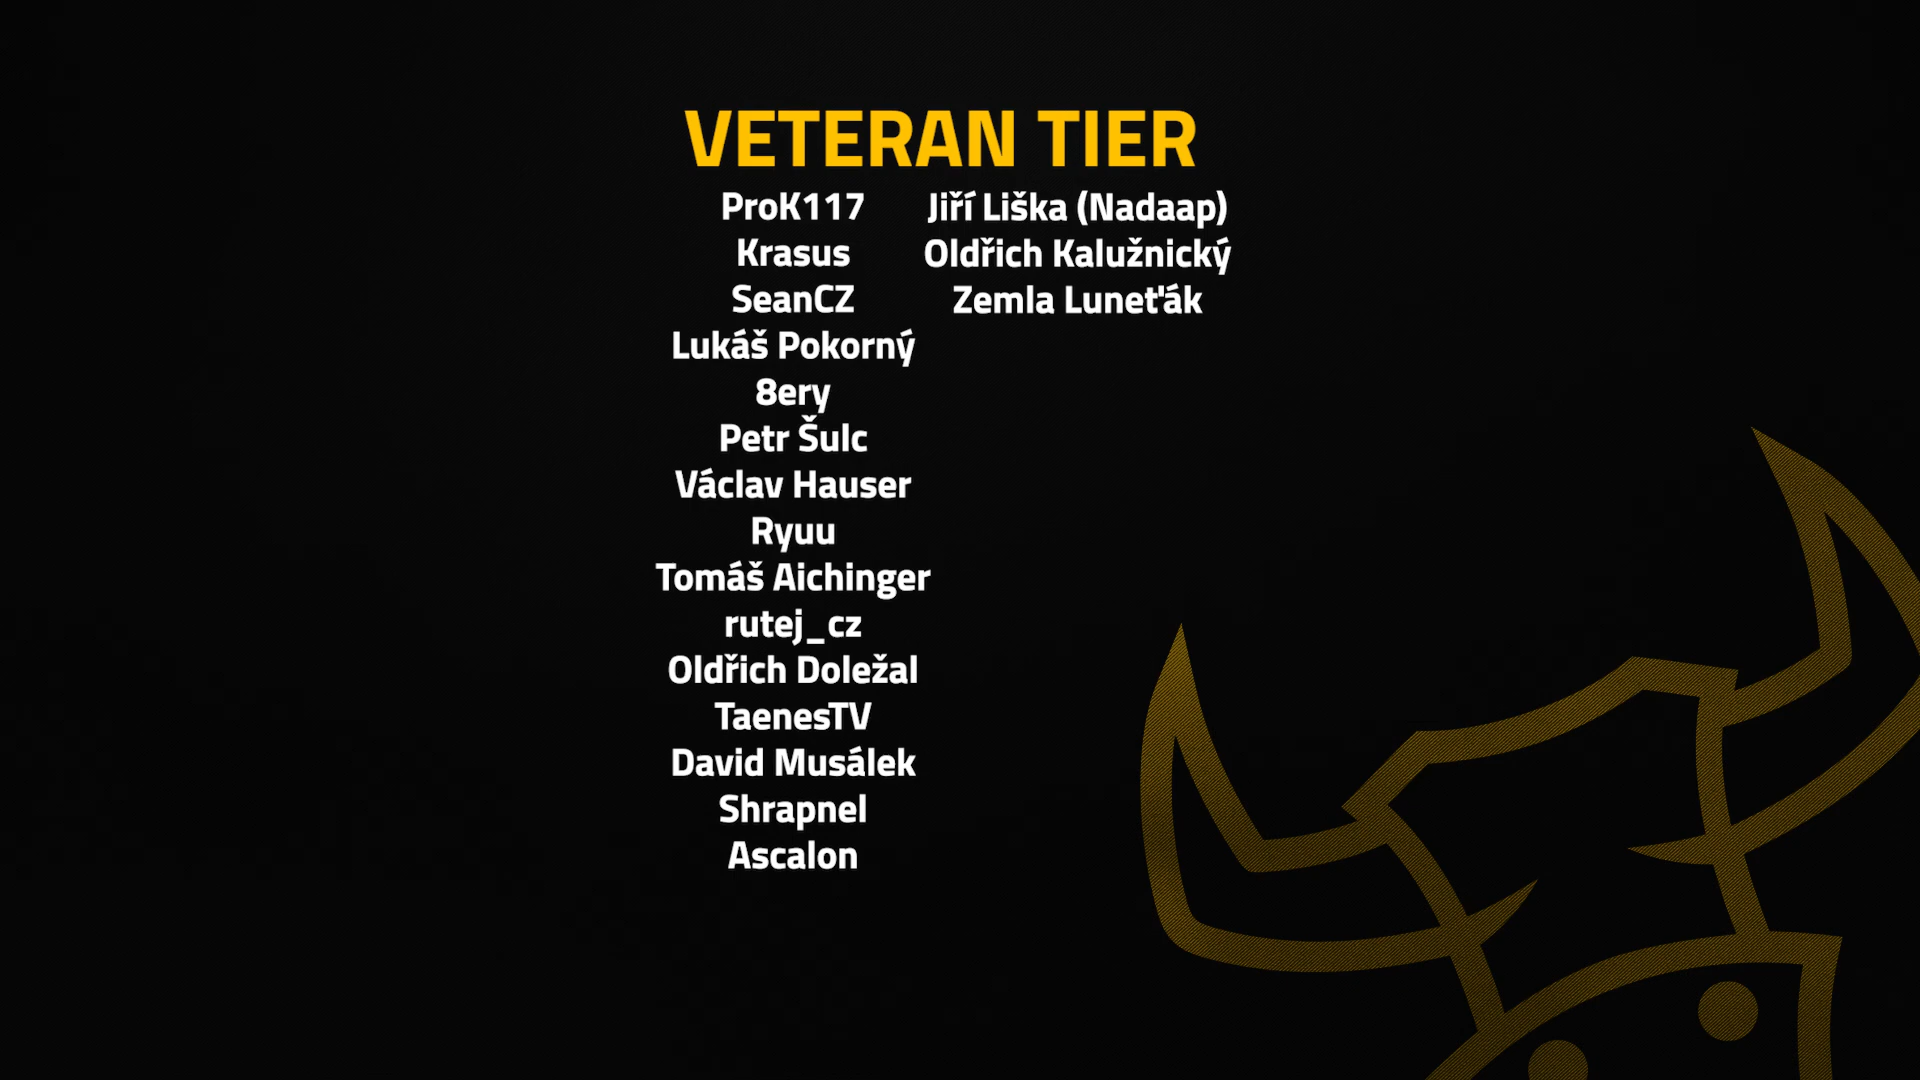 VETERAN TIER
ProK117
Krasus
SeanCZ
Lukáš Pokorný
8ery
Petr Šulc
Václav Hauser
Ryuu
Tomáš Aichinger
rutej_cz
Oldřich Doležal
TaenesTV
David Musálek
Shrapnel
Ascalon
Jiří Liška (Nadaap)
Oldřich Kalužnický
Zemla Luneťák